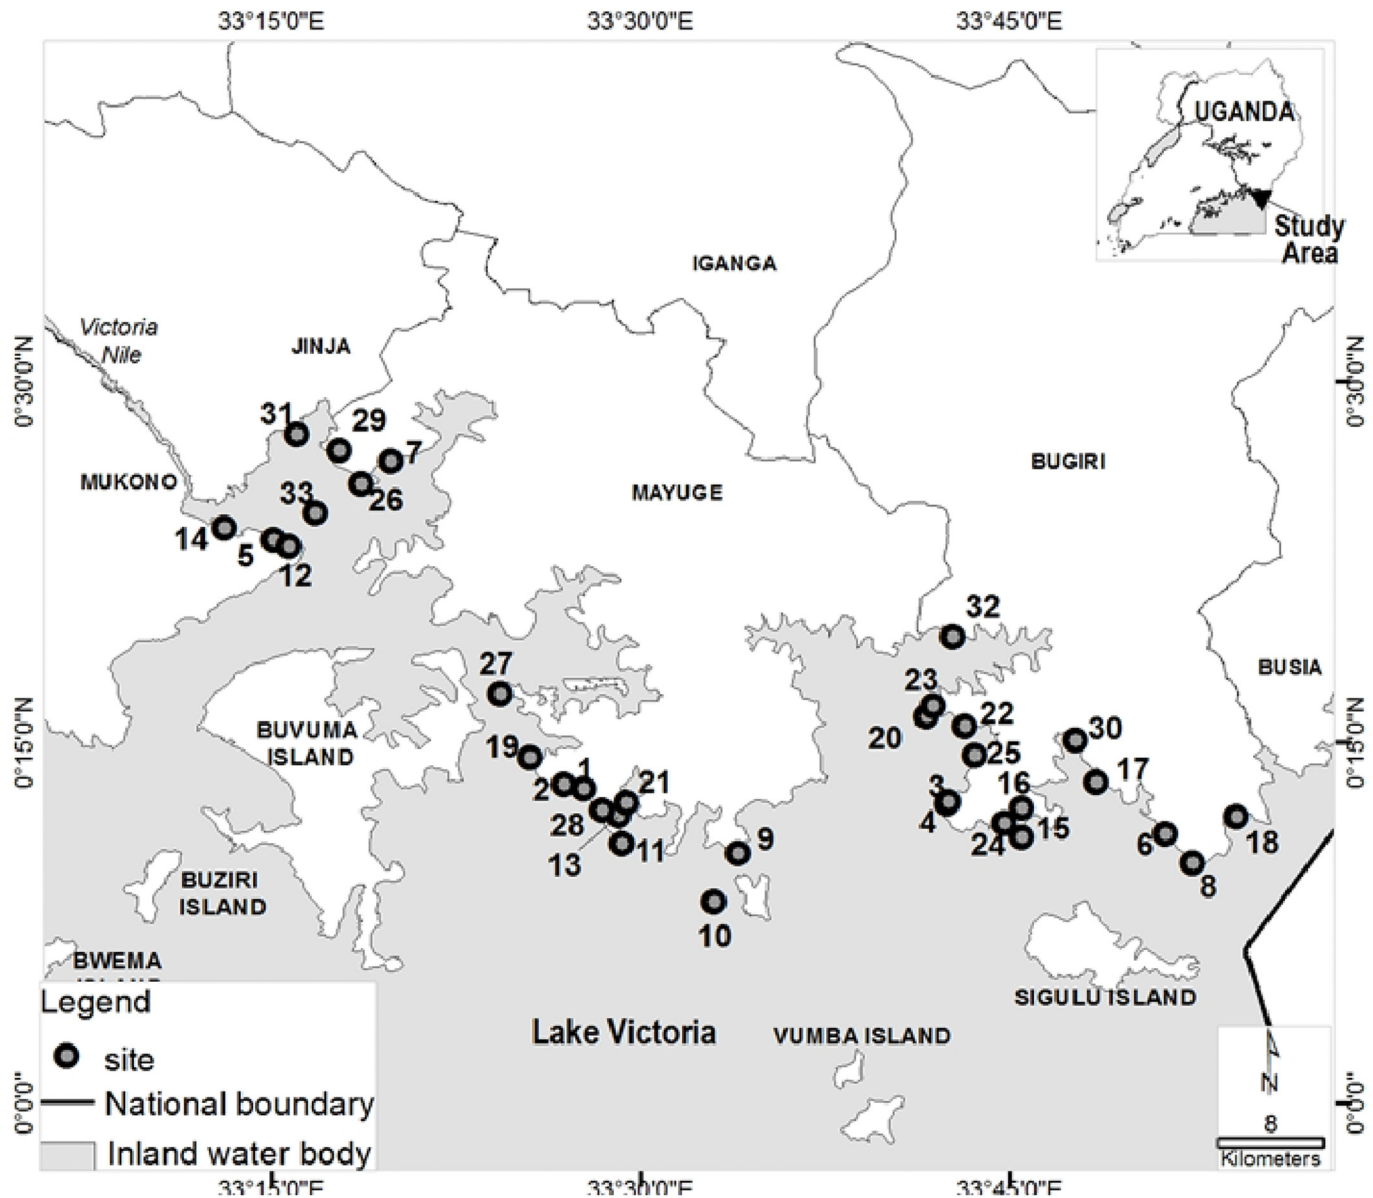 33°15'0"E
33°30'0"E
33°45'0"E
UGANDA
Study
Area
IGANGA
Victoria
Nile
JINJA
0°30'0"N
0°30'0"N
31
29
7
BUGIRI
MUKONO
MAYUGE
33
26
14
5
12
32
27
BUSIA
23
22
BUVUMA
ISLAND
20
30
0°15'0"N
0°15'0"N
19
25
1
2
21
3
16
17
28
4
15
13
11
9
24
6
18
8
BUZIRI
ISLAND
10
BWEMA
ISLAND
SIGULU ISLAND
Legend
Lake Victoria
VUMBA ISLAND
site
N
National boundary
0°0'0"
0°0'0"
8
Inland water body
Kilometers
33°15'0"E
33°30'0"E
33°45'0"E